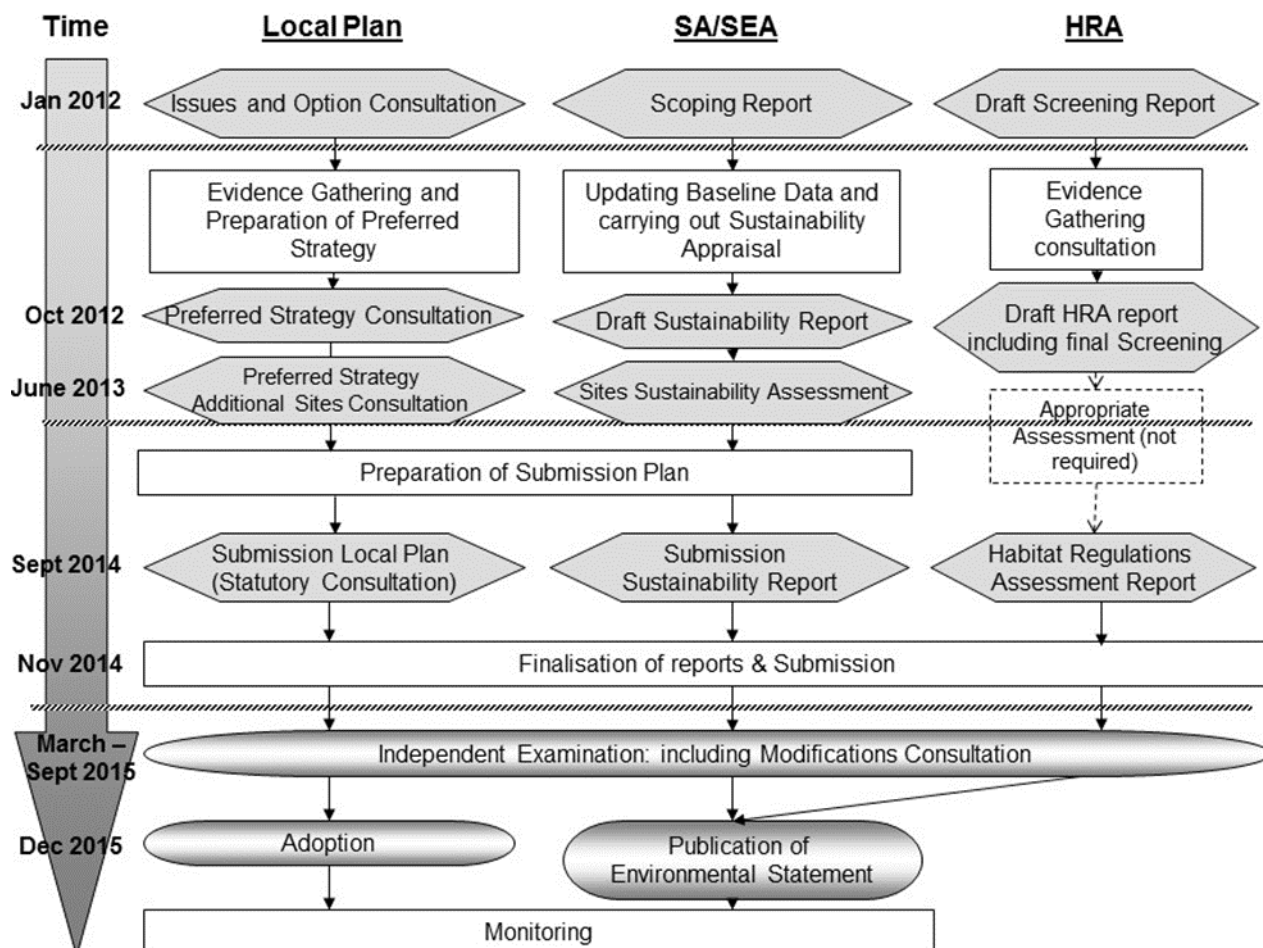 Time
Local Plan
SA/SEA
HRA
Jan 2012
Issues and Option Consultation
Scoping Report
Draft Screening Report
Evidence Gathering and
Preparation of Preferred
Strategy
Updating Baseline Data and
carrying out Sustainability
Appraisal
Evidence
Gathering
consultation
Oct 2012
Preferred Strategy Consultation
Draft Sustainability Report
Draft HRA report
including final Screening
June 2013
Preferred Strategy
Additional Sites Consultation
Sites Sustainability Assessment
Appropriate
Assessment (not
required)
Preparation of Submission Plan
Sept 2014
Submission Local Plan
(Statutory Consultation)
Submission
Sustainability Report
Habitat Regulations
Assessment Report
Nov 2014
Finalisation of reports & Submission
March –
Sept 2015
Independent Examination: including Modifications Consultation
Dec 2015
Adoption
Publication of
Environmental Statement
Monitoring